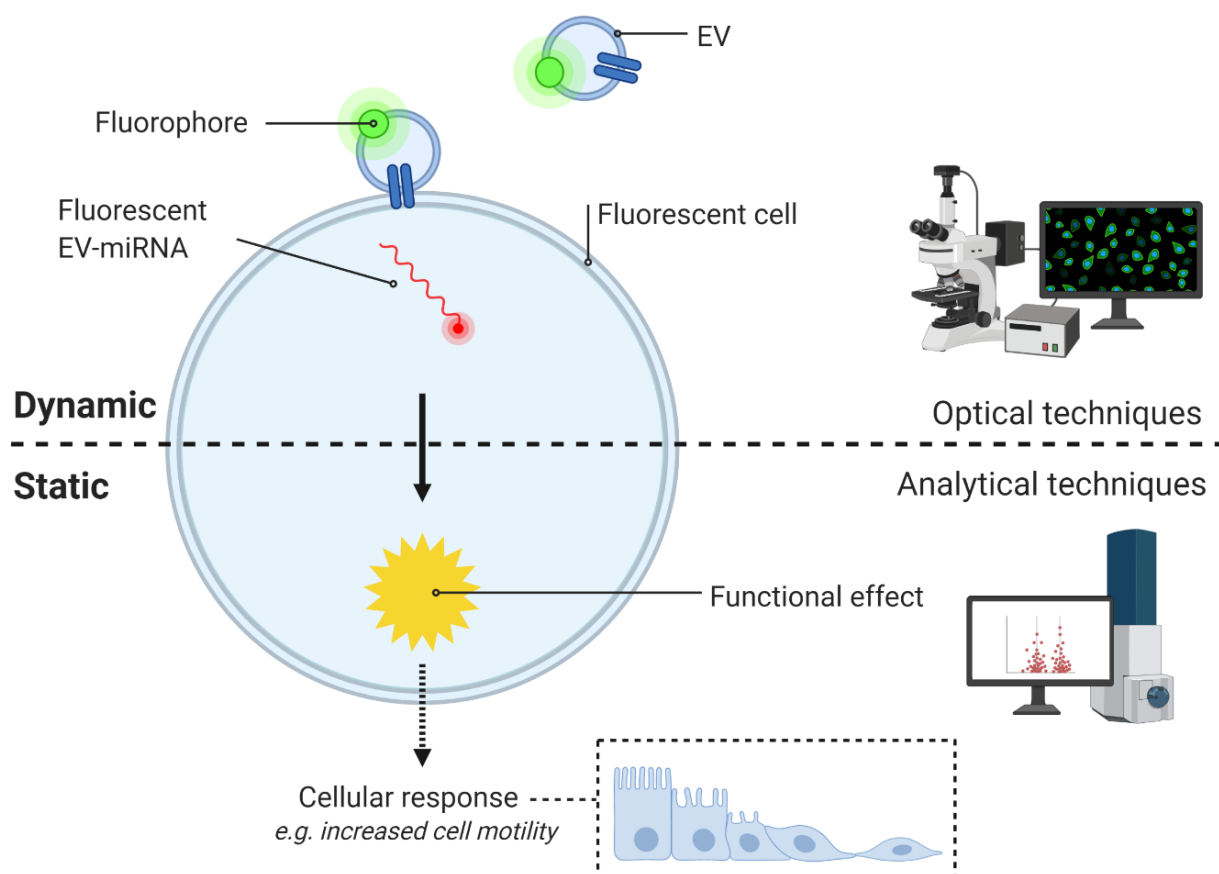 EV
Fluorophore
Fluorescent
EV-miRNA
Fluorescent cell
Dynamic
Optical techniques
Static
Analytical techniques
Functional effect
Cellular response
e.g. increased cell motility